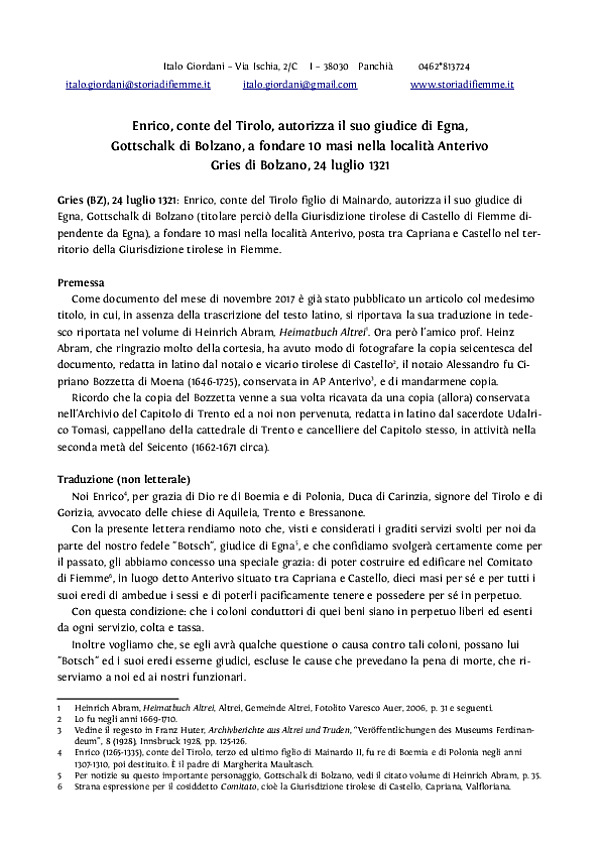 Italo Giordani – Via Ischia, 2/C I – 38030 Panchià 0462*813724
italo.giordani@storiadifiemme.it italo.giordani@gmail.com www.storiadifiemme.it
Enrico, conte del Tirolo, autorizza il suo giudice di Egna,
Gottschalk di Bolzano, a fondare 10 masi nella località Anterivo
Gries di Bolzano, 24 luglio 1321
Gries (BZ), 24 luglio 1321: Enrico, conte del Tirolo figlio di Mainardo, autorizza il suo giudice di
Egna, Gottschalk di Bolzano (titolare perciò della Giurisdizione tirolese di Castello di Fiemme di-
pendente da Egna), a fondare 10 masi nella località Anterivo, posta tra Capriana e Castello nel ter-
ritorio della Giurisdizione tirolese in Fiemme.
Premessa
Come documento del mese di novembre 2017 è già stato pubblicato un articolo col medesimo
titolo, in cui, in assenza della trascrizione del testo latino, si riportava la sua traduzione in tede-
sco riportata nel volume di Heinrich Abram, Heimatbuch Altrei1. Ora però l'amico prof. Heinz
Abram, che ringrazio molto della cortesia, ha avuto modo di fotografare la copia seicentesca del
documento, redatta in latino dal notaio e vicario tirolese di Castello2, il notaio Alessandro fu Ci-
priano Bozzetta di Moena (1646-1725), conservata in AP Anterivo3, e di mandarmene copia.
Ricordo che la copia del Bozzetta venne a sua volta ricavata da una copia (allora) conservata
nell'Archivio del Capitolo di Trento ed a noi non pervenuta, redatta in latino dal sacerdote Udalri-
co Tomasi, cappellano della cattedrale di Trento e cancelliere del Capitolo stesso, in attività nella
seconda metà del Seicento (1662-1671 circa).
Traduzione (non letterale)
Noi Enrico4, per grazia di Dio re di Boemia e di Polonia, Duca di Carinzia, signore del Tirolo e di
Gorizia, avvocato delle chiese di Aquileia, Trento e Bressanone.
Con la presente lettera rendiamo noto che, visti e considerati i graditi servizi svolti per noi da
parte del nostro fedele "Botsch", giudice di Egna5, e che confidiamo svolgerà certamente come per
il passato, gli abbiamo concesso una speciale grazia: di poter costruire ed edificare nel Comitato
di Fiemme6, in luogo detto Anterivo situato tra Capriana e Castello, dieci masi per sé e per tutti i
suoi eredi di ambedue i sessi e di poterli pacificamente tenere e possedere per sé in perpetuo.
Con questa condizione: che i coloni conduttori di quei beni siano in perpetuo liberi ed esenti
da ogni servizio, colta e tassa.
Inoltre vogliamo che, se egli avrà qualche questione o causa contro tali coloni, possano lui
"Botsch" ed i suoi eredi esserne giudici, escluse le cause che prevedano la pena di morte, che ri-
serviamo a noi ed ai nostri funzionari.
1 Heinrich Abram, Heimatbuch Altrei, Altrei, Gemeinde Altrei, Fotolito Varesco Auer, 2006, p. 31 e seguenti.
2 Lo fu negli anni 1669-1710.
3 Vedine il regesto in Franz Huter, Archivberichte aus Altrei und Truden, "Veröffentlichungen des Museums Ferdinan-
deum", 8 (1928), Innsbruck 1928, pp. 125-126.
4 Enrico (1265-1335), conte del Tirolo, terzo ed ultimo figlio di Mainardo II, fu re di Boemia e di Polonia negli anni
1307-1310, poi destituito. È il padre di Margherita Maultasch.
5 Per notizie su questo importante personaggio, Gottschalk di Bolzano, vedi il citato volume di Heinrich Abram, p. 35.
6 Strana espressione per il cosiddetto Comitato, cioè la Giurisdizione tirolese di Castello, Capriana, Valfloriana.